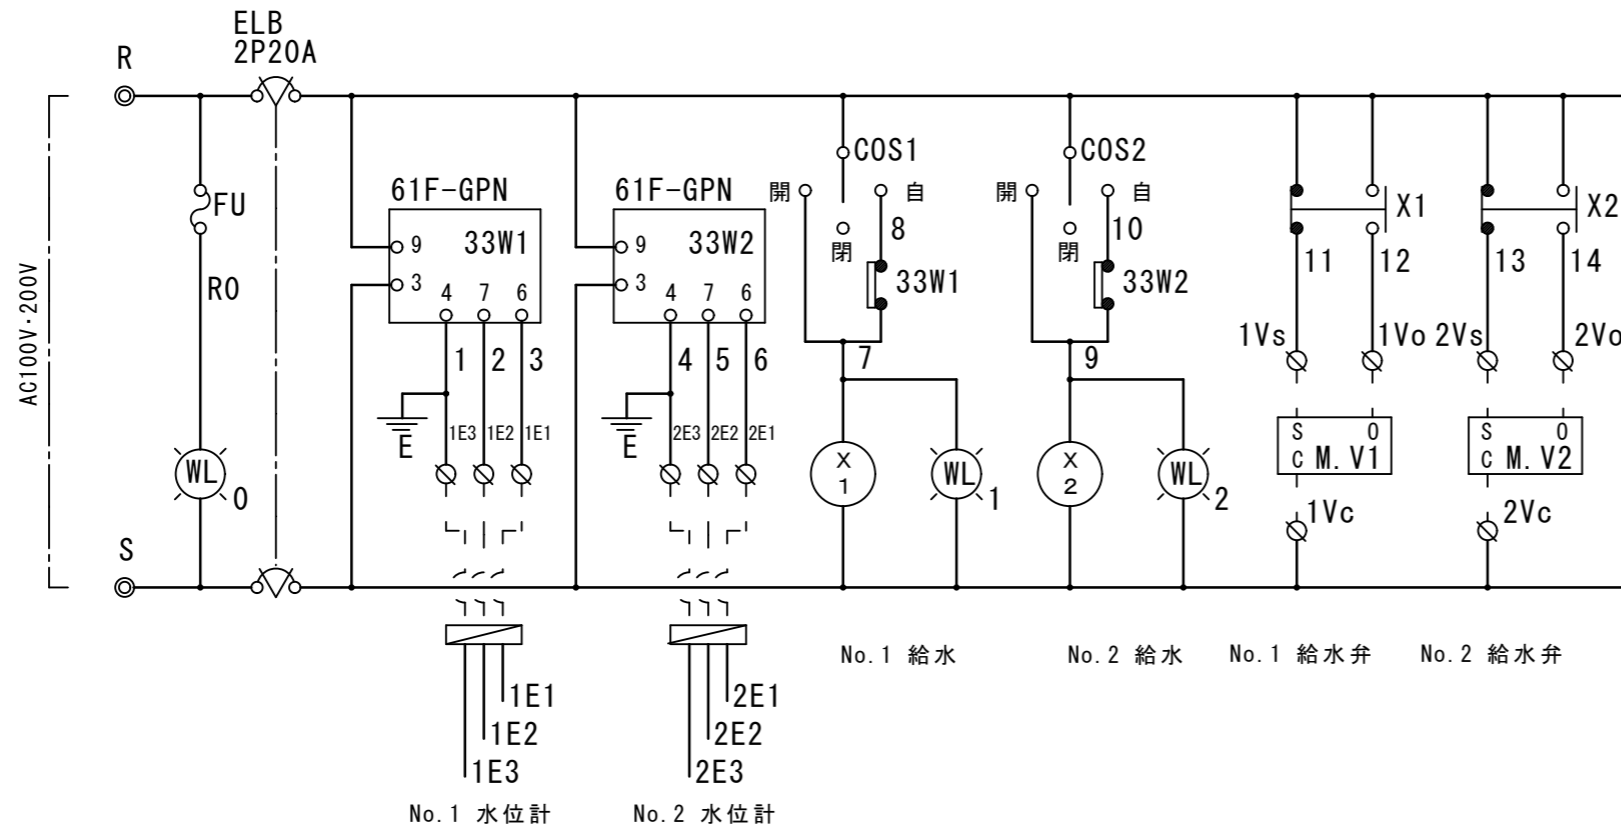 ELB
2P20A
R
COS1
COS2
61F-GPN
61F-GPN
開
自
開
自
FU
9
33W1
9
33W2
8
閉
10
閉
X1
X2
3
3
11
12
13
14
R0
4
7
6
4
7
6
33W1
33W2
AC100V・200V
1
2
3
4
5
6
7
9
1Vs
1Vo
2Vs
2Vo
E
1E3
1E2
1E1
E
2E3
2E2
2E1
S
O
C M.V1
S
O
C M.V2
WL
0
X
1
WL
1
X
2
WL
2
1Vc
2Vc
S
No.1 給水
No.2 給水
No.1 給水弁
No.2 給水弁
1E1
1E2
1E3
2E1
2E2
2E3
No.1 水位計
No.2 水位計